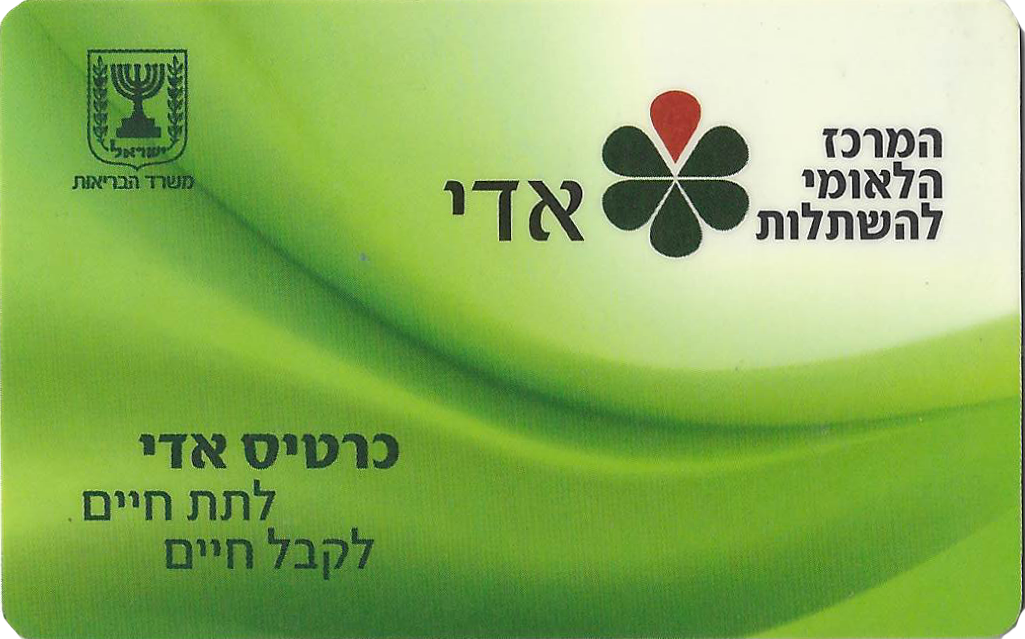 ישראל
משרד הבריאות
המרכז
הלאומי
להשתלות
אדי
כרטיס אדי
לתת חיים
לקבל חיים